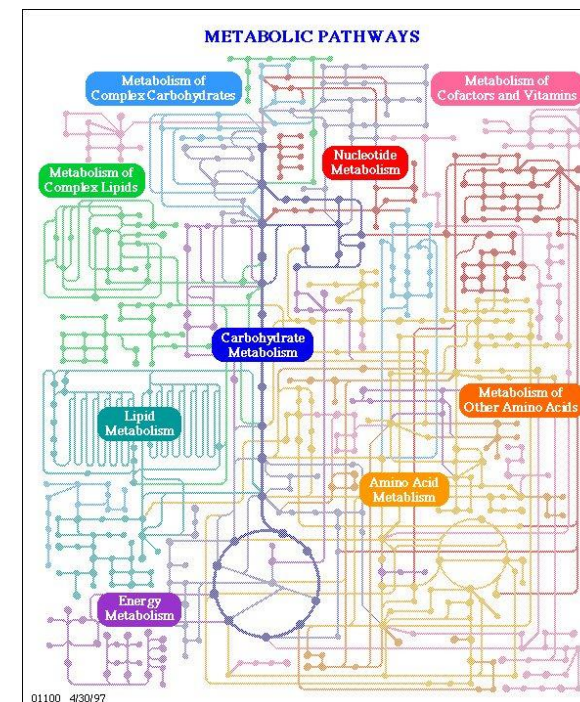 METABOLIC PATHWAYS
Metabolism of
Complex Carbohydrates
Metabolism of
Cofactors and Vitamins
Nucleotide
Metabolism
Metabolism of
Complex Lipids
Carbohydrate
Metabolism
Metabolism of
Other Amino Acids
Lipid
Metabolism
Amino Acid
Metablism
Energy
Metabolism
01100 4/30/97